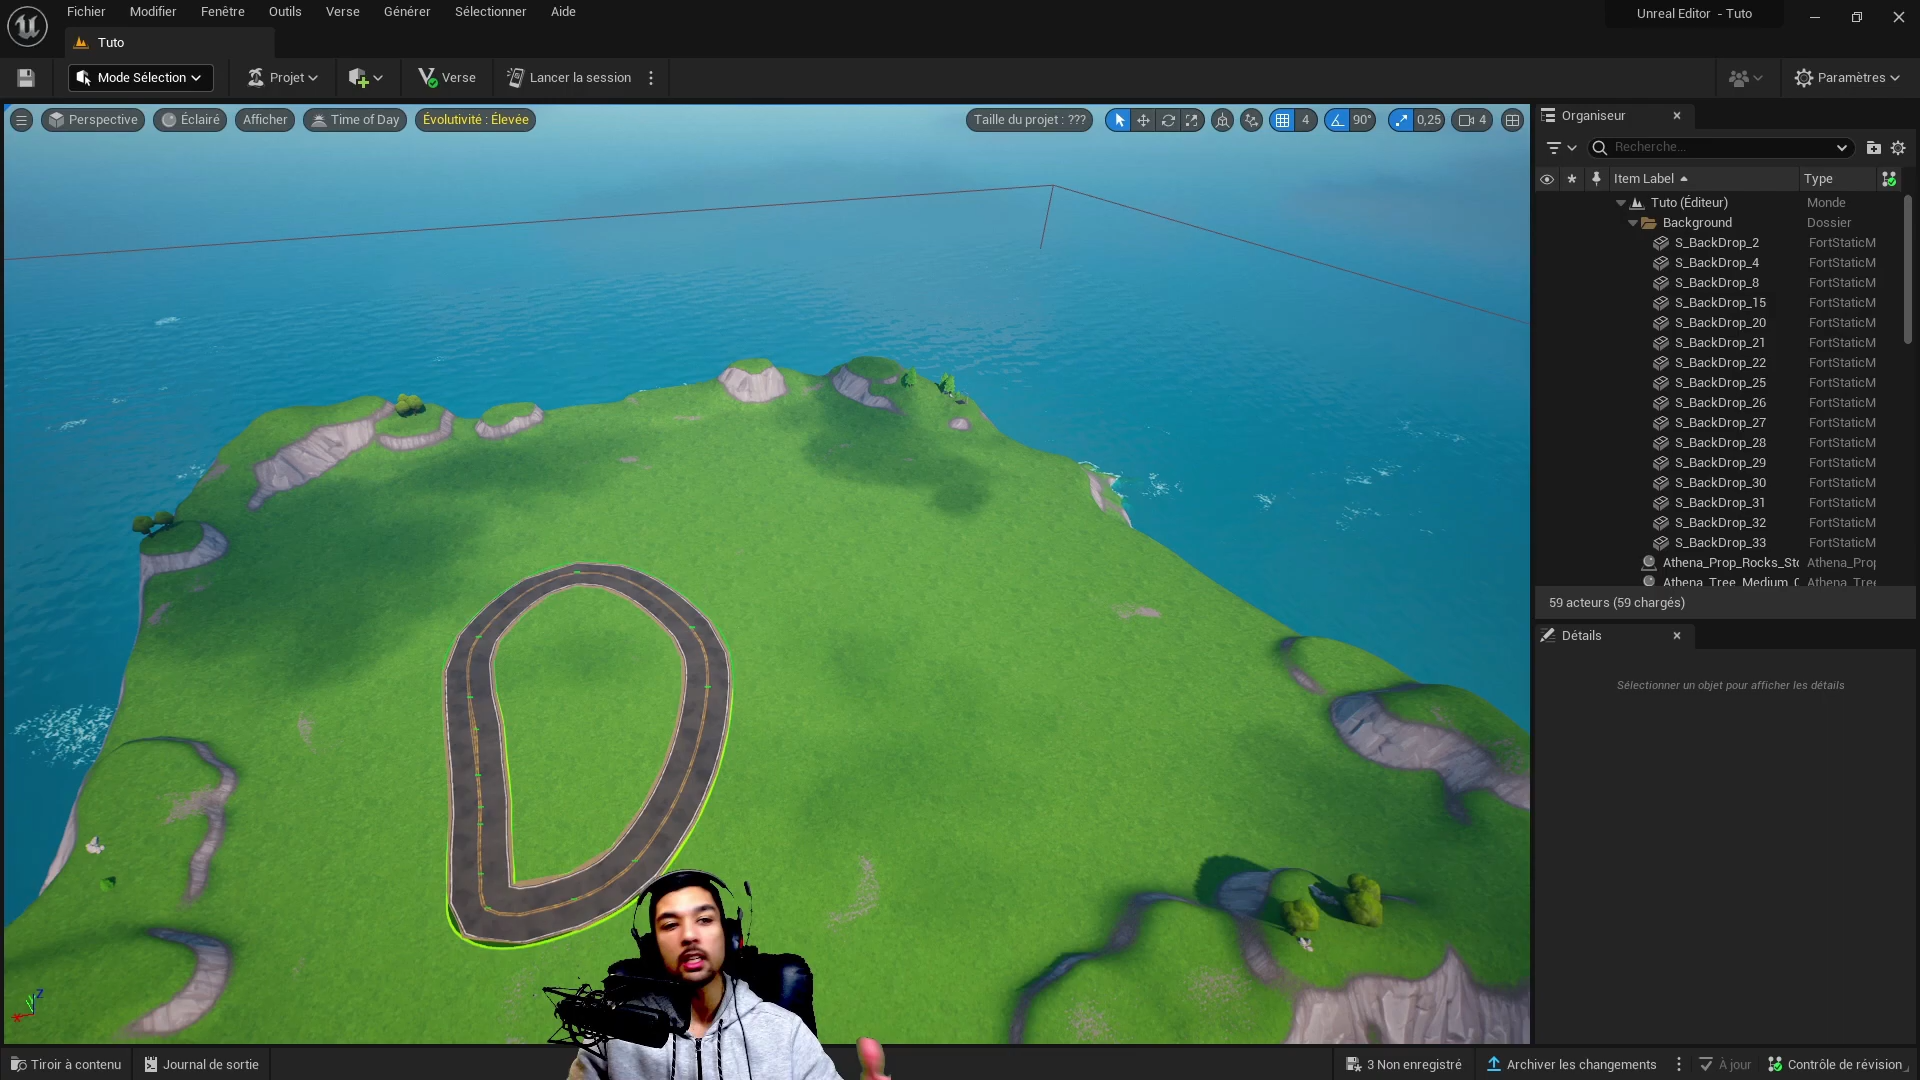 Fichier Modifier Fenêtre Outils Verse Générer Sélectionner Aide
Unreal Editor - Tuto
Tuto
Mode Sélection
Projet
Verse
Lancer la session
Paramètres
Perspective
Éclairé
Afficher
Time of Day
Évolutivité : Élevée
Taille du projet : ???
4
90°
0,25
4
Organiseur
Recherche...
Item Label Type
Tuto (Éditeur) Monde
Background Dossier
S_BackDrop_2 FortStaticM
S_BackDrop_4 FortStaticM
S_BackDrop_8 FortStaticM
S_BackDrop_15 FortStaticM
S_BackDrop_20 FortStaticM
S_BackDrop_21 FortStaticM
S_BackDrop_22 FortStaticM
S_BackDrop_25 FortStaticM
S_BackDrop_26 FortStaticM
S_BackDrop_27 FortStaticM
S_BackDrop_28 FortStaticM
S_BackDrop_29 FortStaticM
S_BackDrop_30 FortStaticM
S_BackDrop_31 FortStaticM
S_BackDrop_32 FortStaticM
S_BackDrop_33 FortStaticM
Athena_Prop_Rocks_Sto Athena_Prop
Athena_Tree_Medium_ Athena_Tree
59 acteurs (59 chargés)
Détails
Sélectionner un objet pour afficher les détails
Z
Tiroir à contenu
Journal de sortie
3 Non enregistré
Archiver les changements
À jour
Contrôle de révision